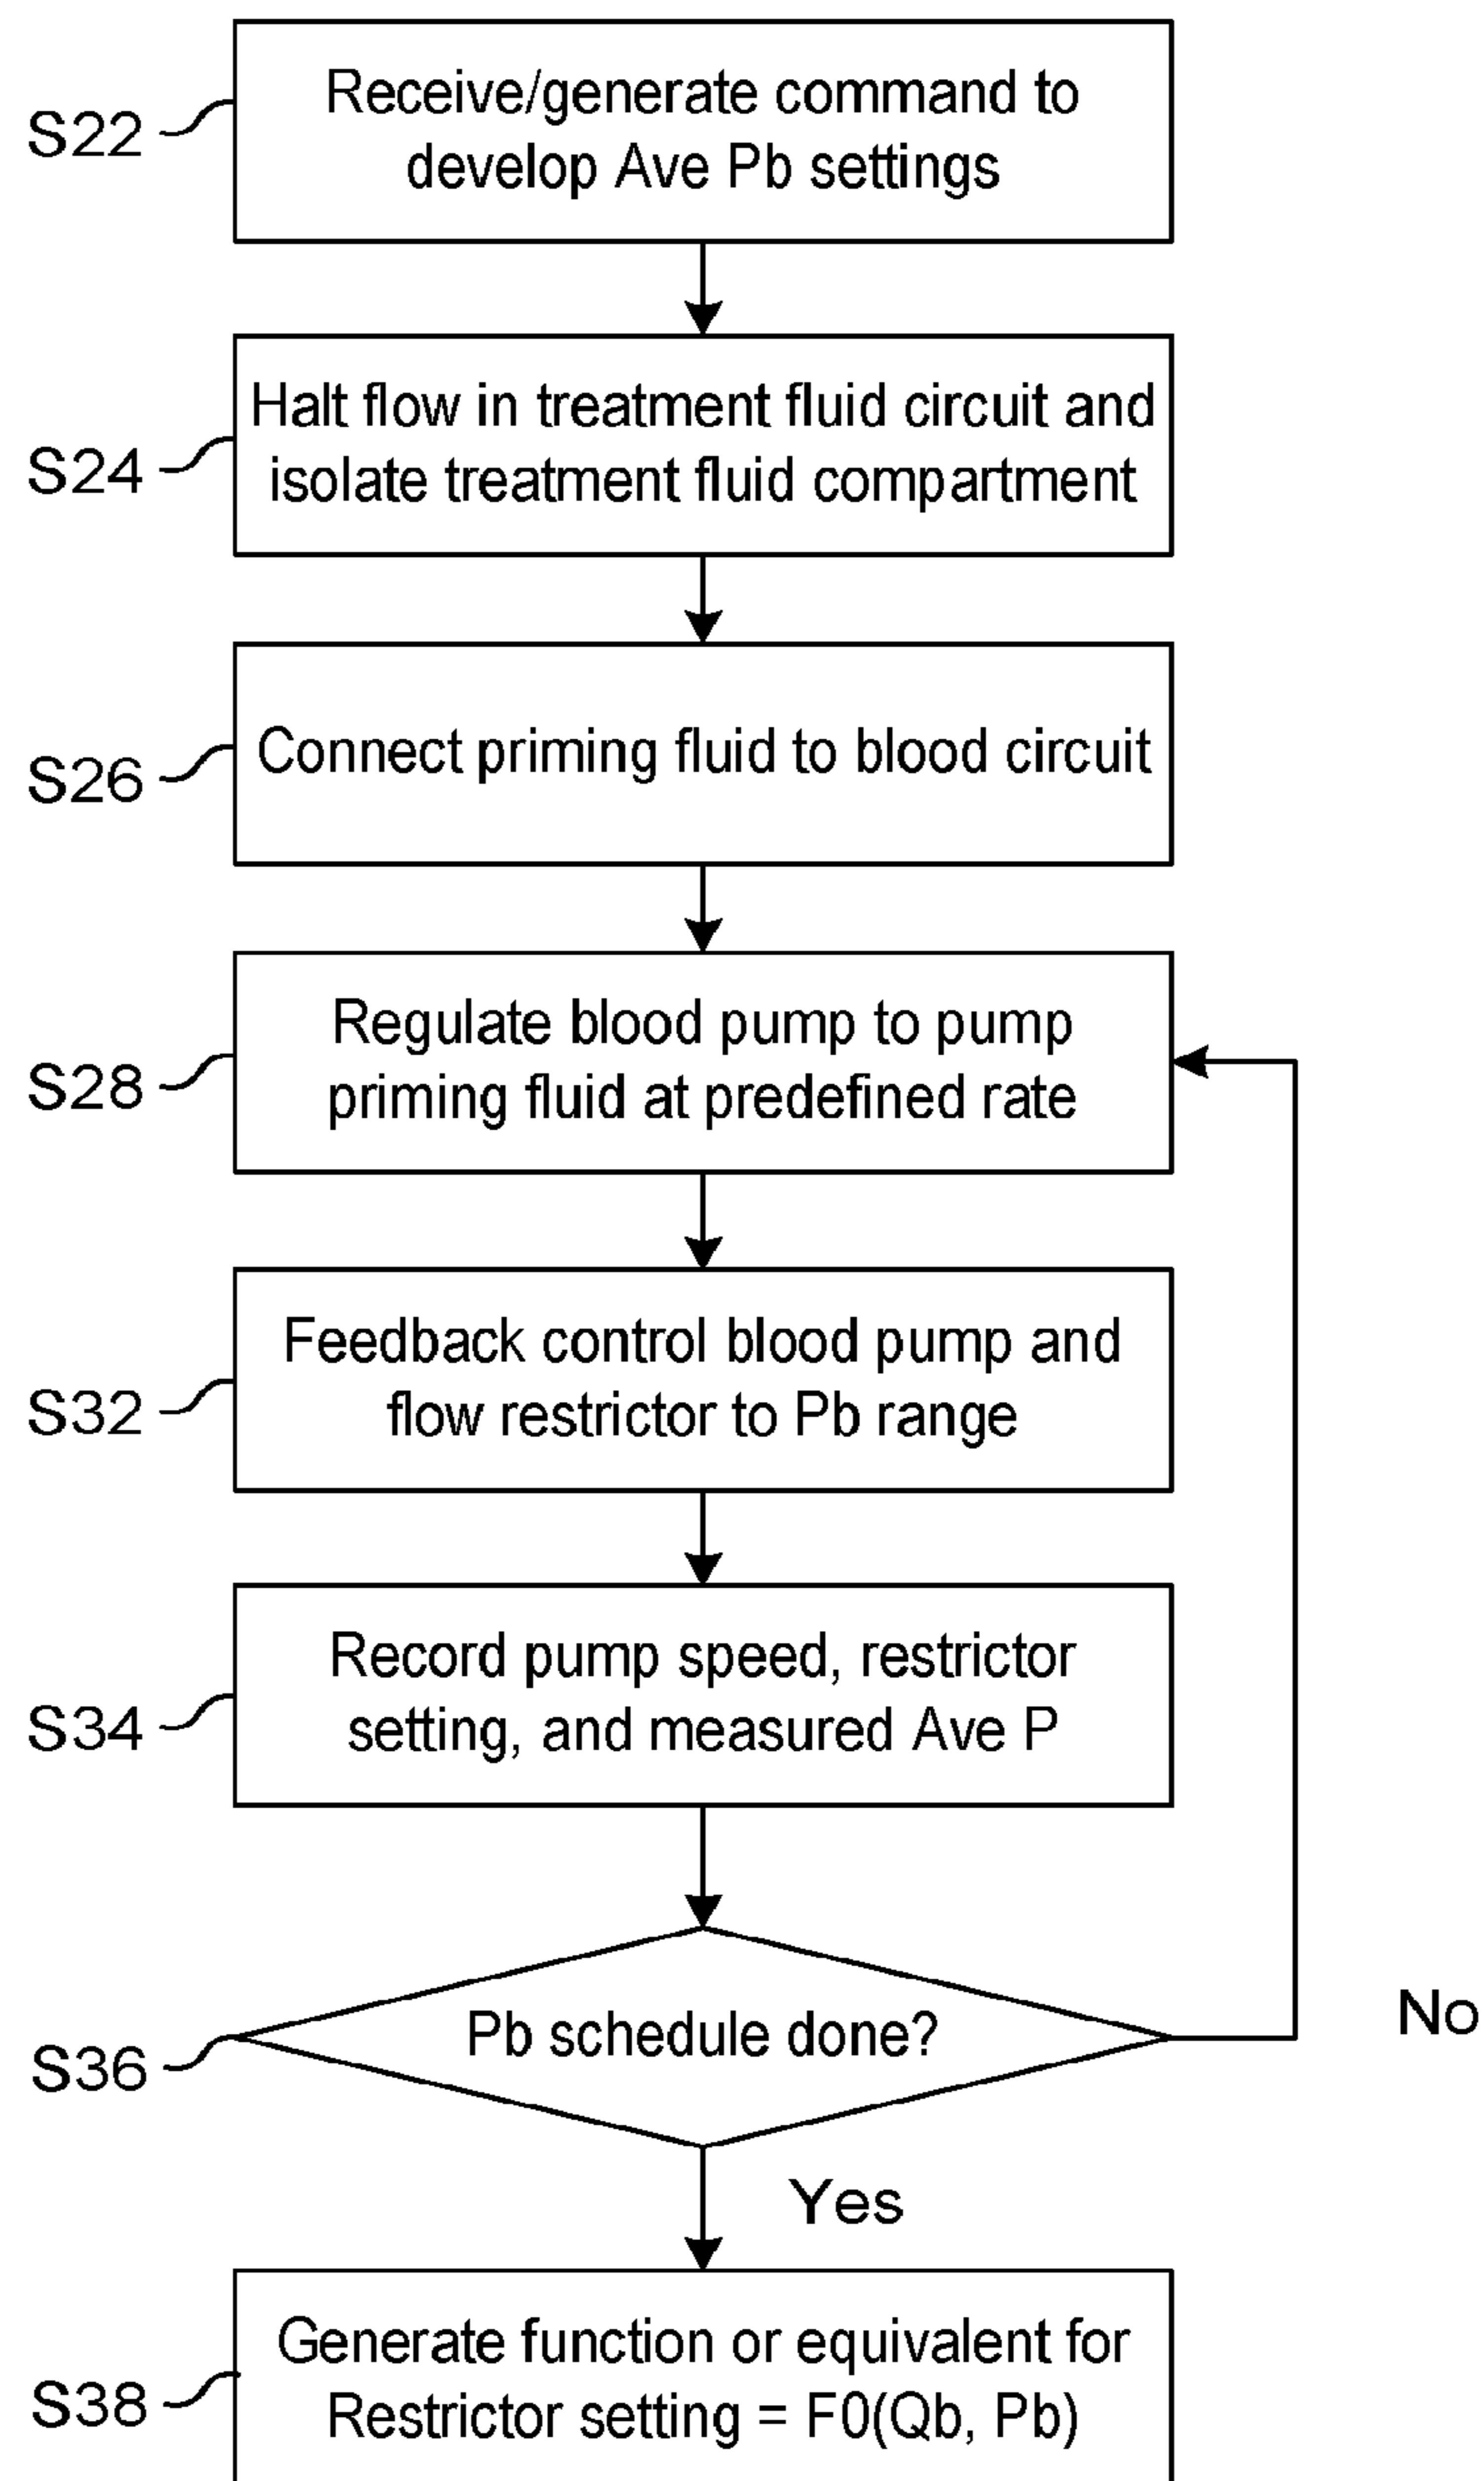 S22
Receive/generate command to
develop Ave Pb settings
S24
Halt flow in treatment fluid circuit and
isolate treatment fluid compartment
S26
Connect priming fluid to blood circuit
S28
Regulate blood pump to pump
priming fluid at predefined rate
S32
Feedback control blood pump and
flow restrictor to Pb range
S34
Record pump speed, restrictor
setting, and measured Ave P
S36
Pb schedule done?
No
Yes
S38
Generate function or equivalent for
Restrictor setting = F0(Qb, Pb)